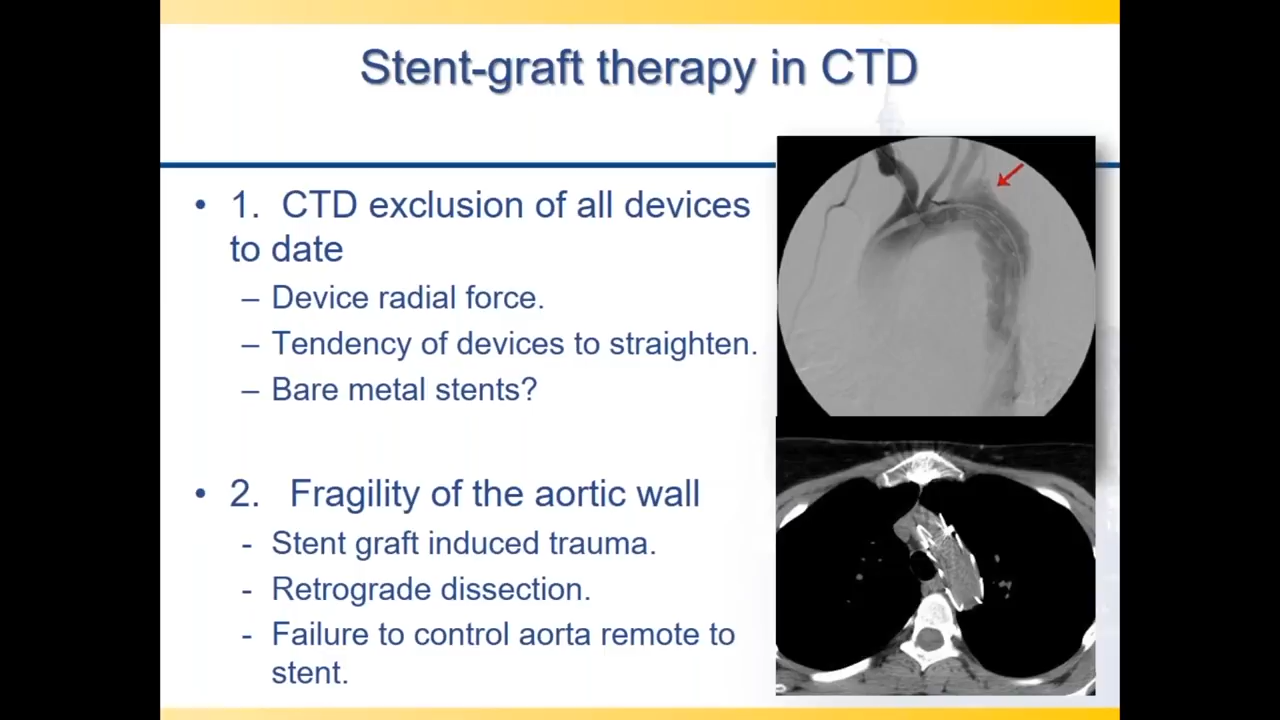 Stent-graft therapy in CTD
• 1. CTD exclusion of all devices
to date
– Device radial force.
– Tendency of devices to straighten.
– Bare metal stents?
• 2. Fragility of the aortic wall
- Stent graft induced trauma.
- Retrograde dissection.
- Failure to control aorta remote to
stent.